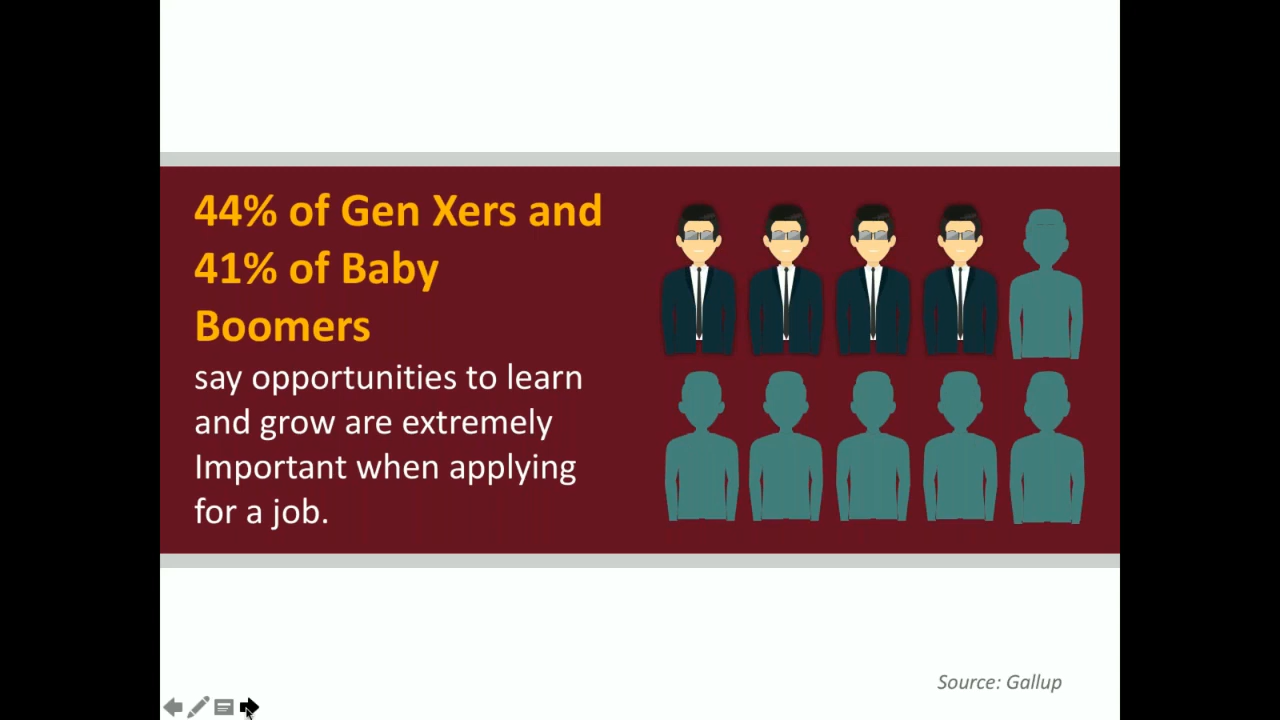 44% of Gen Xers and
41% of Baby
Boomers
say opportunities to learn
and grow are extremely
Important when applying
for a job.
Source: Gallup